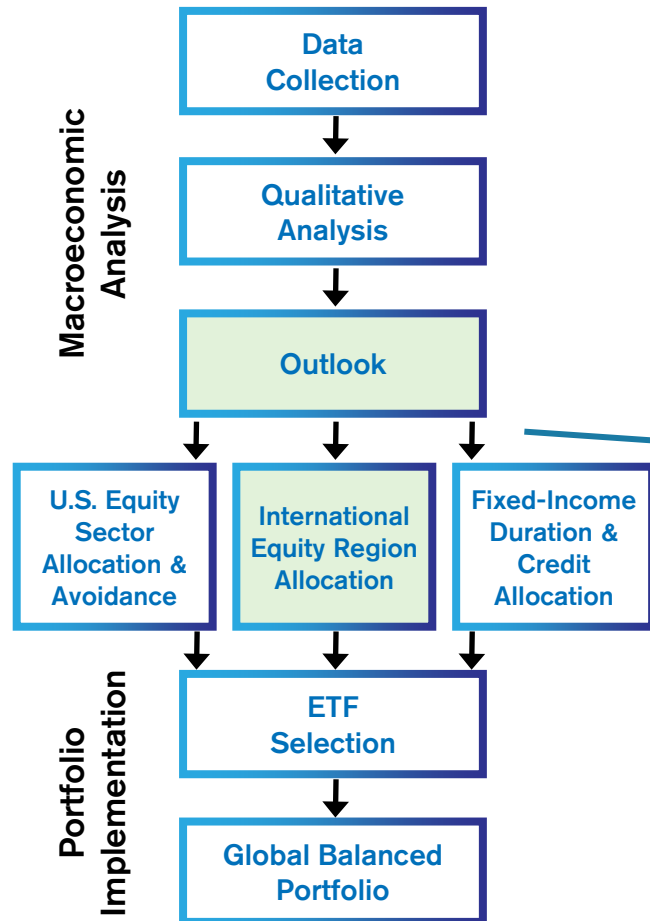 Macroeconomic
Analysis
Data
Collection
Qualitative
Analysis
Outlook
U.S. Equity
Sector
Allocation &
Avoidance
International
Equity Region
Allocation
Fixed-Income
Duration &
Credit
Allocation
Portfolio
Implementation
ETF
Selection
Global Balanced
Portfolio